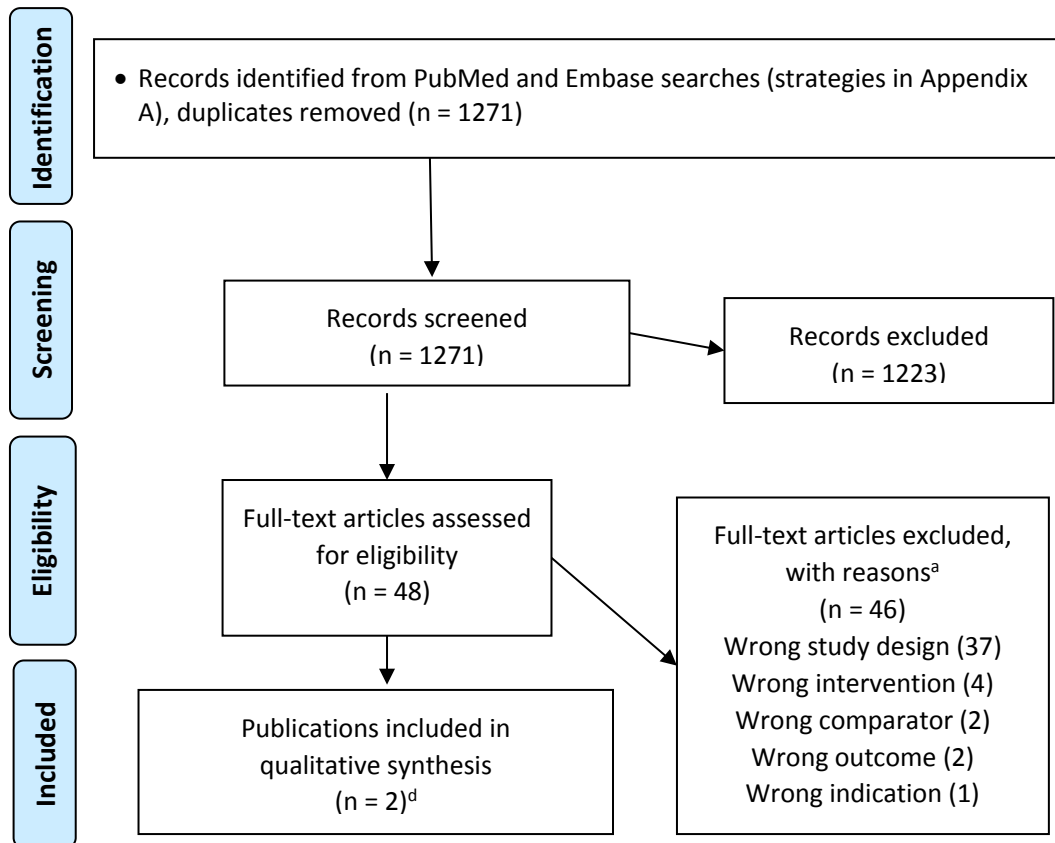 Identification
• Records identified from PubMed and Embase searches (strategies in Appendix
A), duplicates removed (n = 1271)
Screening
Records screened
(n = 1271)
Records excluded
(n = 1223)
Eligibility
Full-text articles assessed
for eligibility
(n = 48)
Full-text articles excluded,
with reasonsᵃ
(n = 46)
Wrong study design (37)
Wrong intervention (4)
Wrong comparator (2)
Wrong outcome (2)
Wrong indication (1)
Included
Publications included in
qualitative synthesis
(n = 2)ᵈ